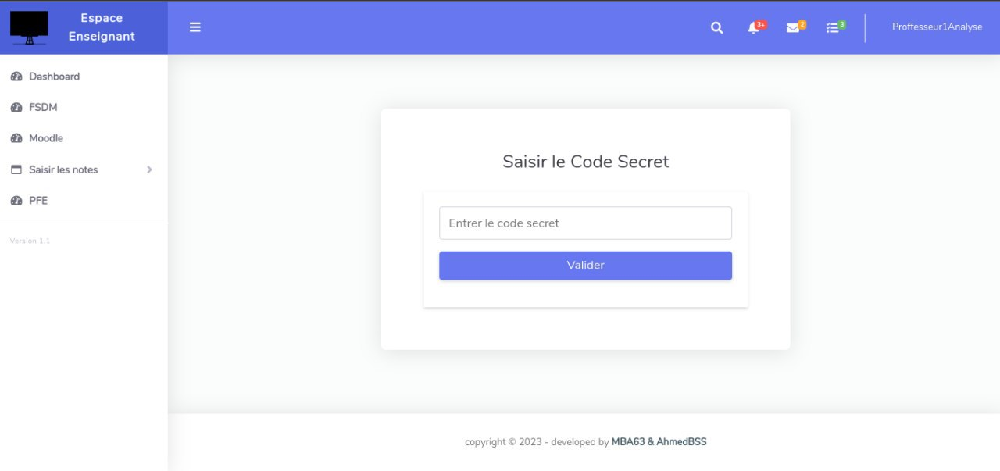 Espace
Enseignant
3+
2
3
Proffesseur1Analyse
Dashboard
FSDM
Moodle
Saisir les notes
PFE
Version 1.1
Saisir le Code Secret
Entrer le code secret
Valider
copyright © 2023 - developed by MBA63 & AhmedBSS